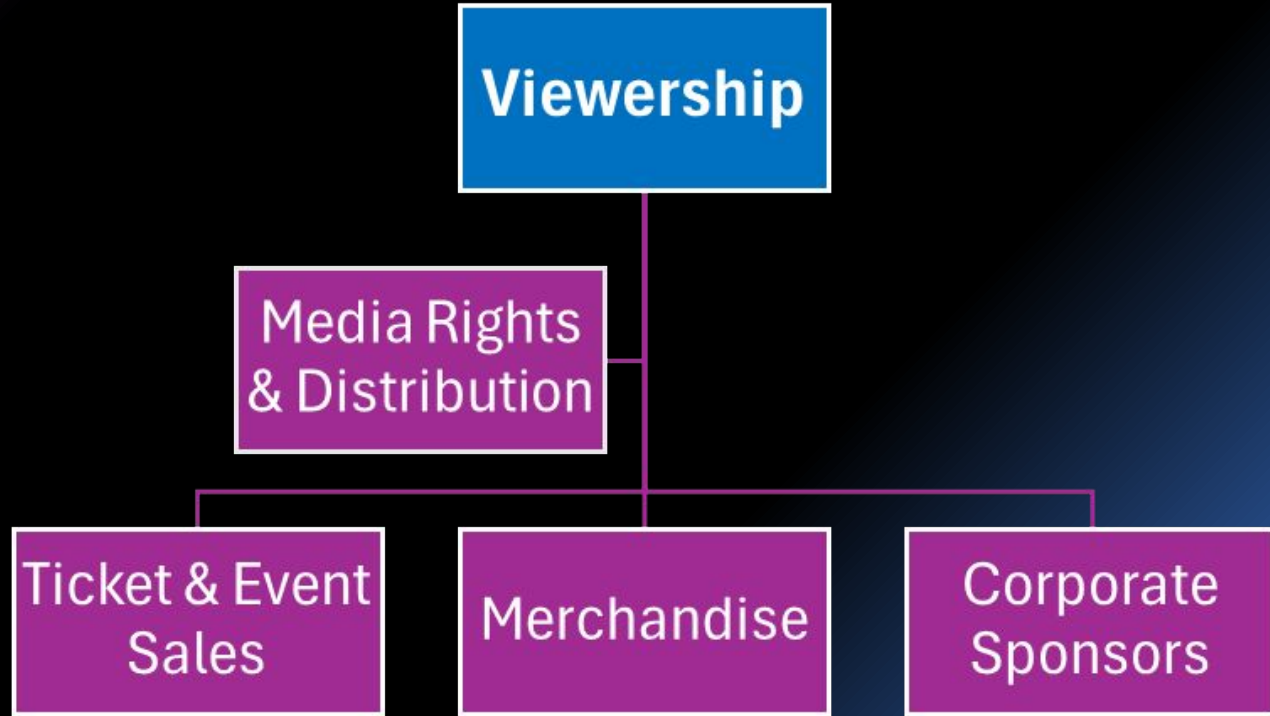 Viewership
Media Rights
& Distribution
Ticket & Event
Sales
Merchandise
Corporate
Sponsors